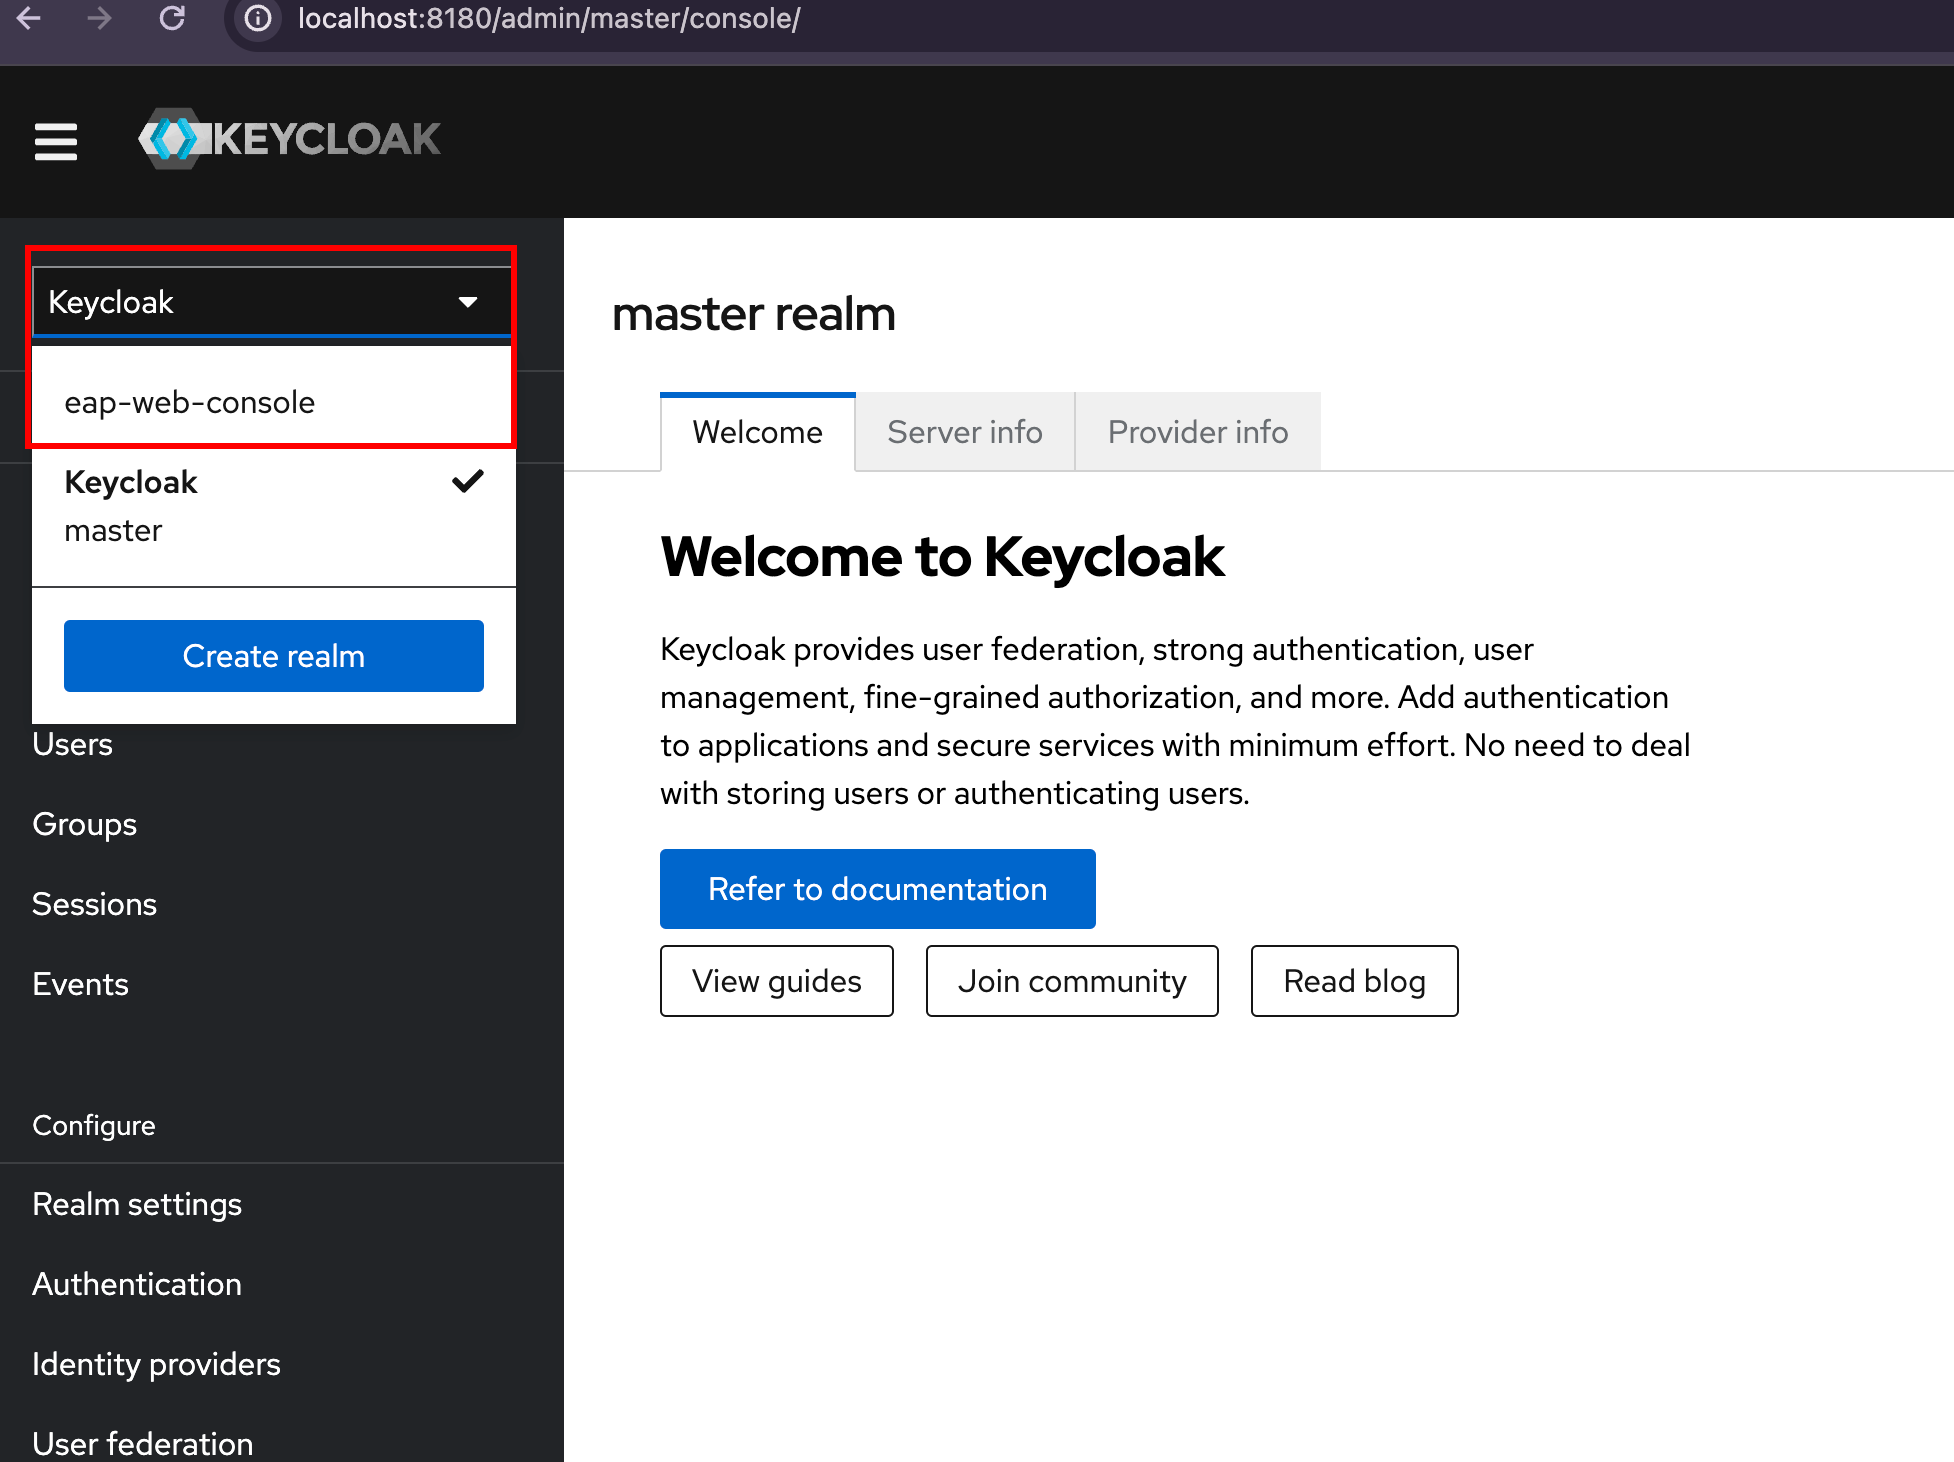 localhost:8180/admin/master/console/
KEYCLOAK
Keycloak
eap-web-console
Keycloak
master
Create realm
Users
Groups
Sessions
Events
Configure
Realm settings
Authentication
Identity providers
User federation
master realm
Welcome
Server info
Provider info
Welcome to Keycloak
Keycloak provides user federation, strong authentication, user
management, fine-grained authorization, and more. Add authentication
to applications and secure services with minimum effort. No need to deal
with storing users or authenticating users.
Refer to documentation
View guides
Join community
Read blog